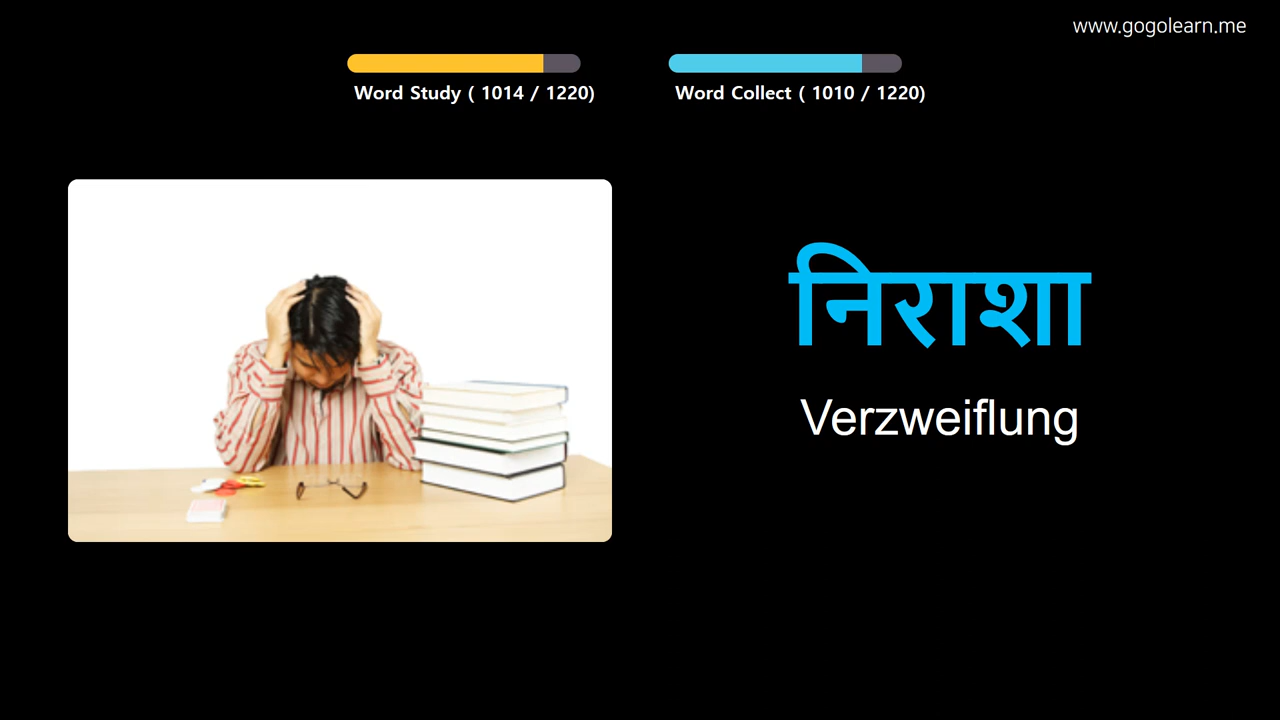 www.gogolearn.me
Word Study ( 1014 / 1220)
Word Collect ( 1010 / 1220)
निराशा
Verzweiflung